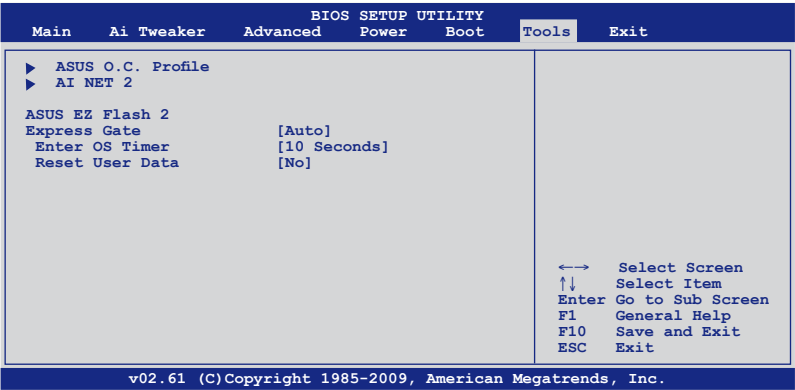 BIOS SETUP UTILITY
Main Ai Tweaker Advanced Power Boot Tools Exit
ASUS O.C. Profile
AI NET 2
ASUS EZ Flash 2
Express Gate [Auto]
Enter OS Timer [10 Seconds]
Reset User Data [No]
←→ Select Screen
↑↓ Select Item
Enter Go to Sub Screen
F1 General Help
F10 Save and Exit
ESC Exit
v02.61 (C)Copyright 1985-2009, American Megatrends, Inc.